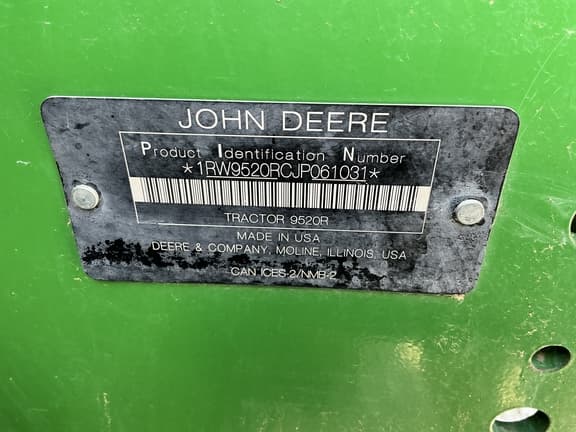 JOHN DEERE
Product Identification Number
*1RW9520RCJP061031*
TRACTOR 9520R
MADE IN USA
DEERE & COMPANY, MOLINE, ILLINOIS, USA
CAN ICES-2/NMB-2